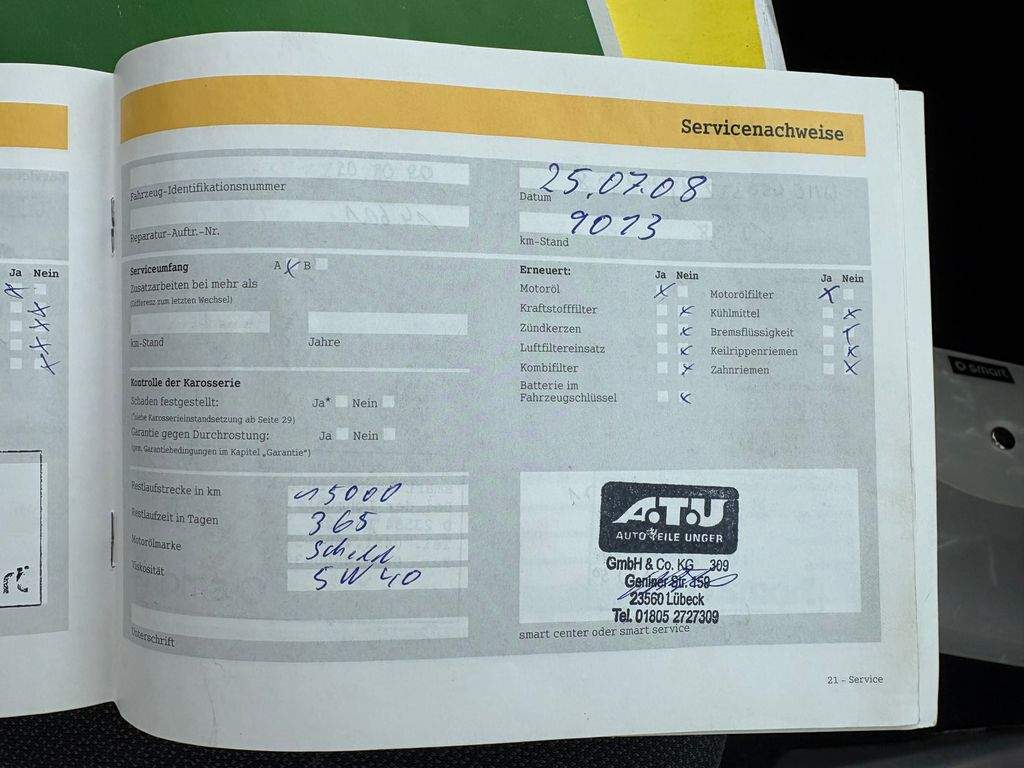 Servicenachweise
Fahrzeug-Identifikationsnummer
Reparatur-Auftr.-Nr.
25.07.08
Datum
9013
km-Stand
Ja Nein
Serviceumfang A X B
Zusatzarbeiten bei mehr als
(Differenz zum letzten Wechsel)
km-Stand Jahre
Kontrolle der Karosserie
Schaden festgestellt: Ja* Nein
(*siehe Karosserieinstandsetzung ab Seite 29)
Garantie gegen Durchrostung: Ja Nein
(gem. Garantiebedingungen im Kapitel „Garantie“)
Erneuert: Ja Nein
Motoröl X
Kraftstofffilter X
Zündkerzen X
Luftfiltereinsatz X
Kombifilter X
Batterie im
Fahrzeugschlüssel X
Ja Nein
Motorölfilter X
Kühlmittel X
Bremsflüssigkeit X
Keilrippenriemen X
Zahnriemen X
Restlaufstrecke in km 15000
Restlaufzeit in Tagen 365
Motorölmarke
Viskosität 5W40
Unterschrift
A.T.U
AUTO TEILE UNGER
GmbH & Co. KG 309
Geniner Str. 159
23560 Lübeck
Tel. 01805 2727309
smart center oder smart service
21 – Service
smart